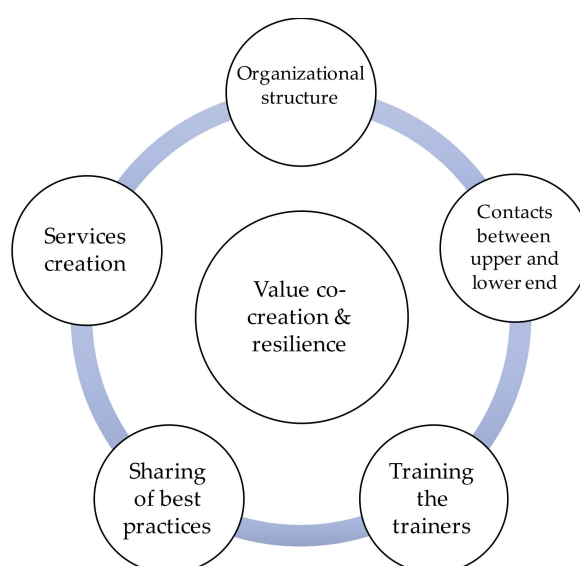 Organizational
structure
Contacts
between
upper and
lower end
Services
creation
Value co-
creation &
resilience
Sharing
of best
practices
Training
the
trainers